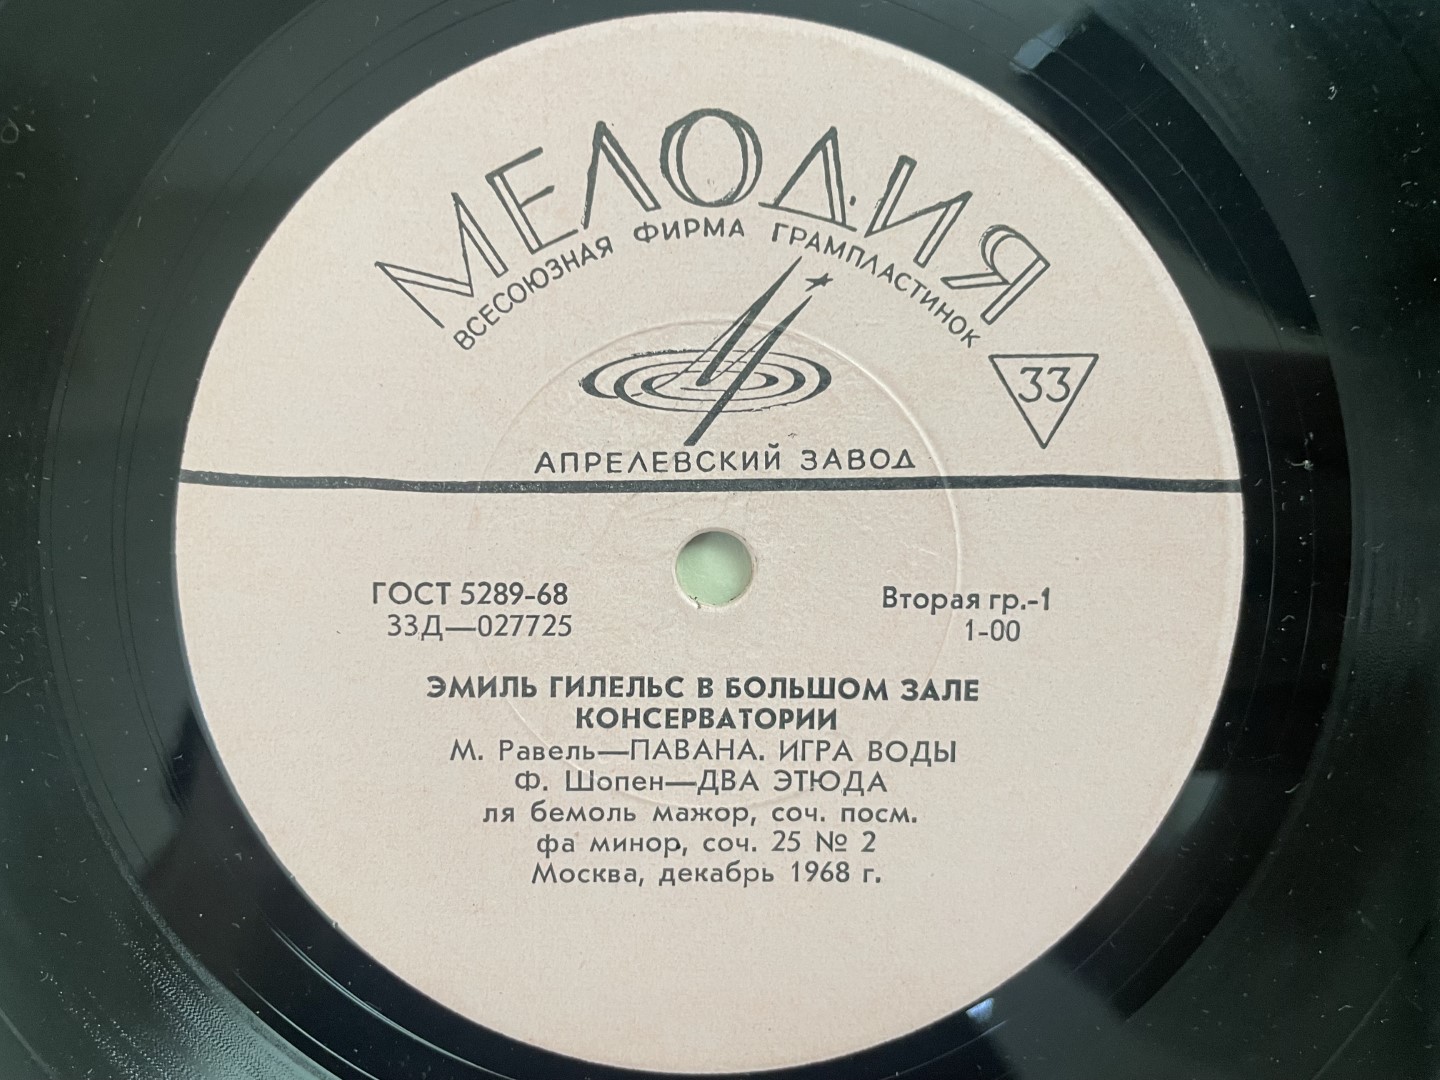 МЕЛОДИЯ
ВСЕСОЮЗНАЯ ФИРМА ГРАМПЛАСТИНОК
33
АПРЕЛЕВСКИЙ ЗАВОД
ГОСТ 5289-68
33Д—027725
Вторая гр.-1
1-00
ЭМИЛЬ ГИЛЕЛЬС В БОЛЬШОМ ЗАЛЕ
КОНСЕРВАТОРИИ
М. Равель—ПАВАНА. ИГРА ВОДЫ
Ф. Шопен—ДВА ЭТЮДА
ля бемоль мажор, соч. посм.
фа минор, соч. 25 № 2
Москва, декабрь 1968 г.